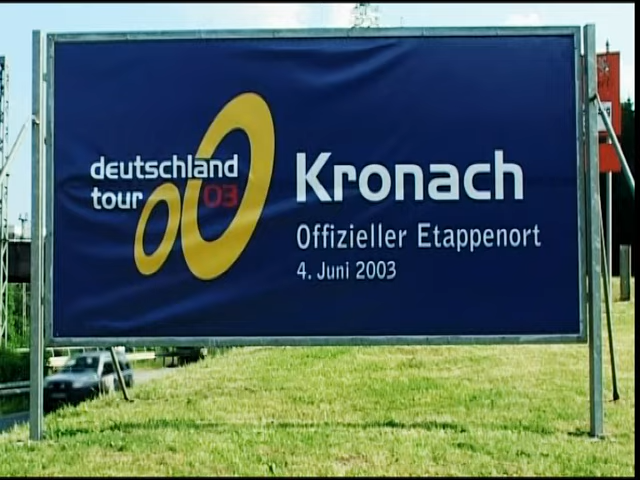 deutschland
tour 03
Kronach
Offizieller Etappenort
4. Juni 2003